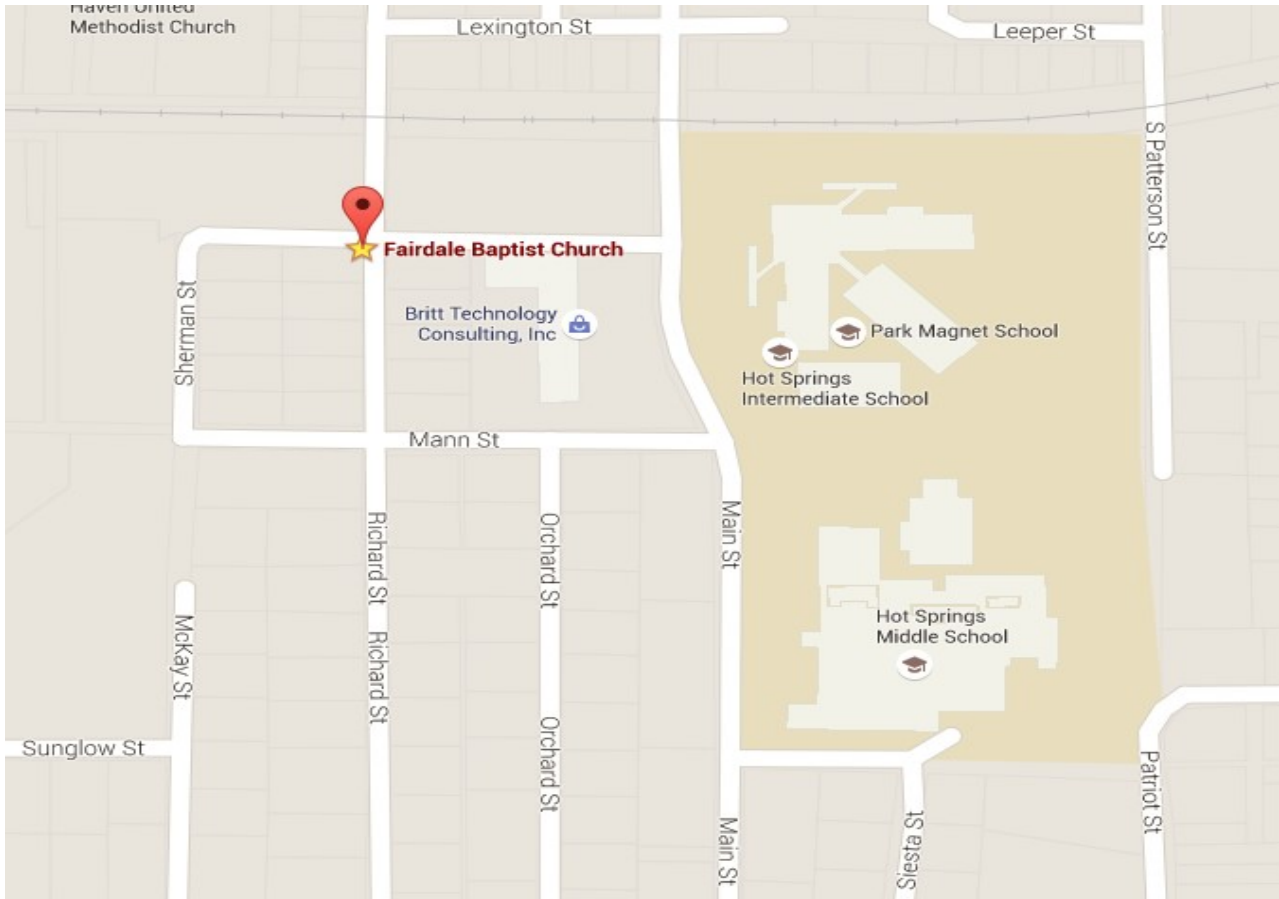 Haven United
Methodist Church
Lexington St
Leeper St
S Patterson St
Fairdale Baptist Church
Sherman St
Britt Technology
Consulting, Inc
Park Magnet School
Hot Springs
Intermediate School
Mann St
Richard St
Orchard St
Main St
McKay St
Richard St
Hot Springs
Middle School
Sunglow St
Orchard St
Main St
Siesta St
Patriot St